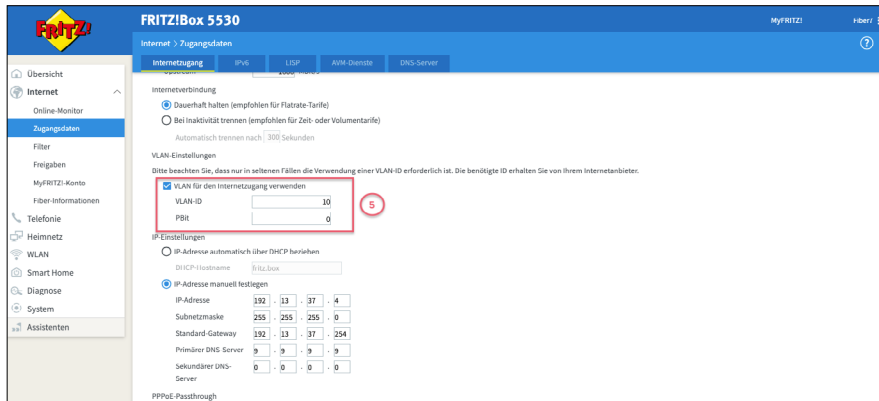 Fritz!
FRITZ!Box 5530
MyFRITZ!
Fiber/
Internet > Zugangsdaten
?
Internetzugang IPv6 LISP AVM-Dienste DNS-Server
Übersicht
Internet
Online-Monitor
Zugangsdaten
Filter
Freigaben
MyFRITZ!-Konto
Fiber-Informationen
Telefonie
Heimnetz
WLAN
Smart Home
Diagnose
System
Assistenten
Upstream 1000 Mbit/s
Internetverbindung
Dauerhaft halten (empfohlen für Flatrate-Tarife)
Bei Inaktivität trennen (empfohlen für Zeit- oder Volumentarife)
Automatisch trennen nach 300 Sekunden
VLAN-Einstellungen
Bitte beachten Sie, dass nur in seltenen Fällen die Verwendung einer VLAN-ID erforderlich ist. Die benötigte ID erhalten Sie von Ihrem Internetanbieter.
VLAN für den Internetzugang verwenden
VLAN-ID 10
PBit 0
5
IP-Einstellungen
IP-Adresse automatisch über DHCP beziehen
DHCP-Hostname fritz.box
IP-Adresse manuell festlegen
IP-Adresse 192 . 13 . 37 . 4
Subnetzmaske 255 . 255 . 255 . 0
Standard-Gateway 192 . 13 . 37 . 254
Primärer DNS-Server 9 . 9 . 9 . 9
Sekundärer DNS-
Server 0 . 0 . 0 . 0
PPPoE-Passthrough